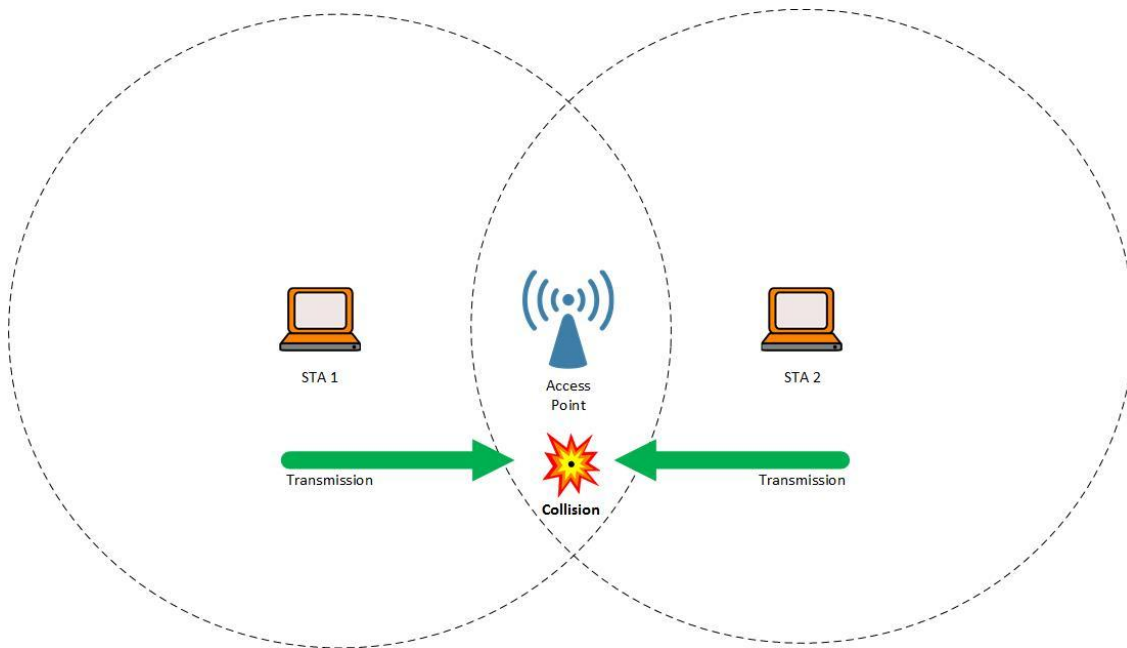 STA 1
Access
Point
STA 2
Transmission
Collision
Transmission